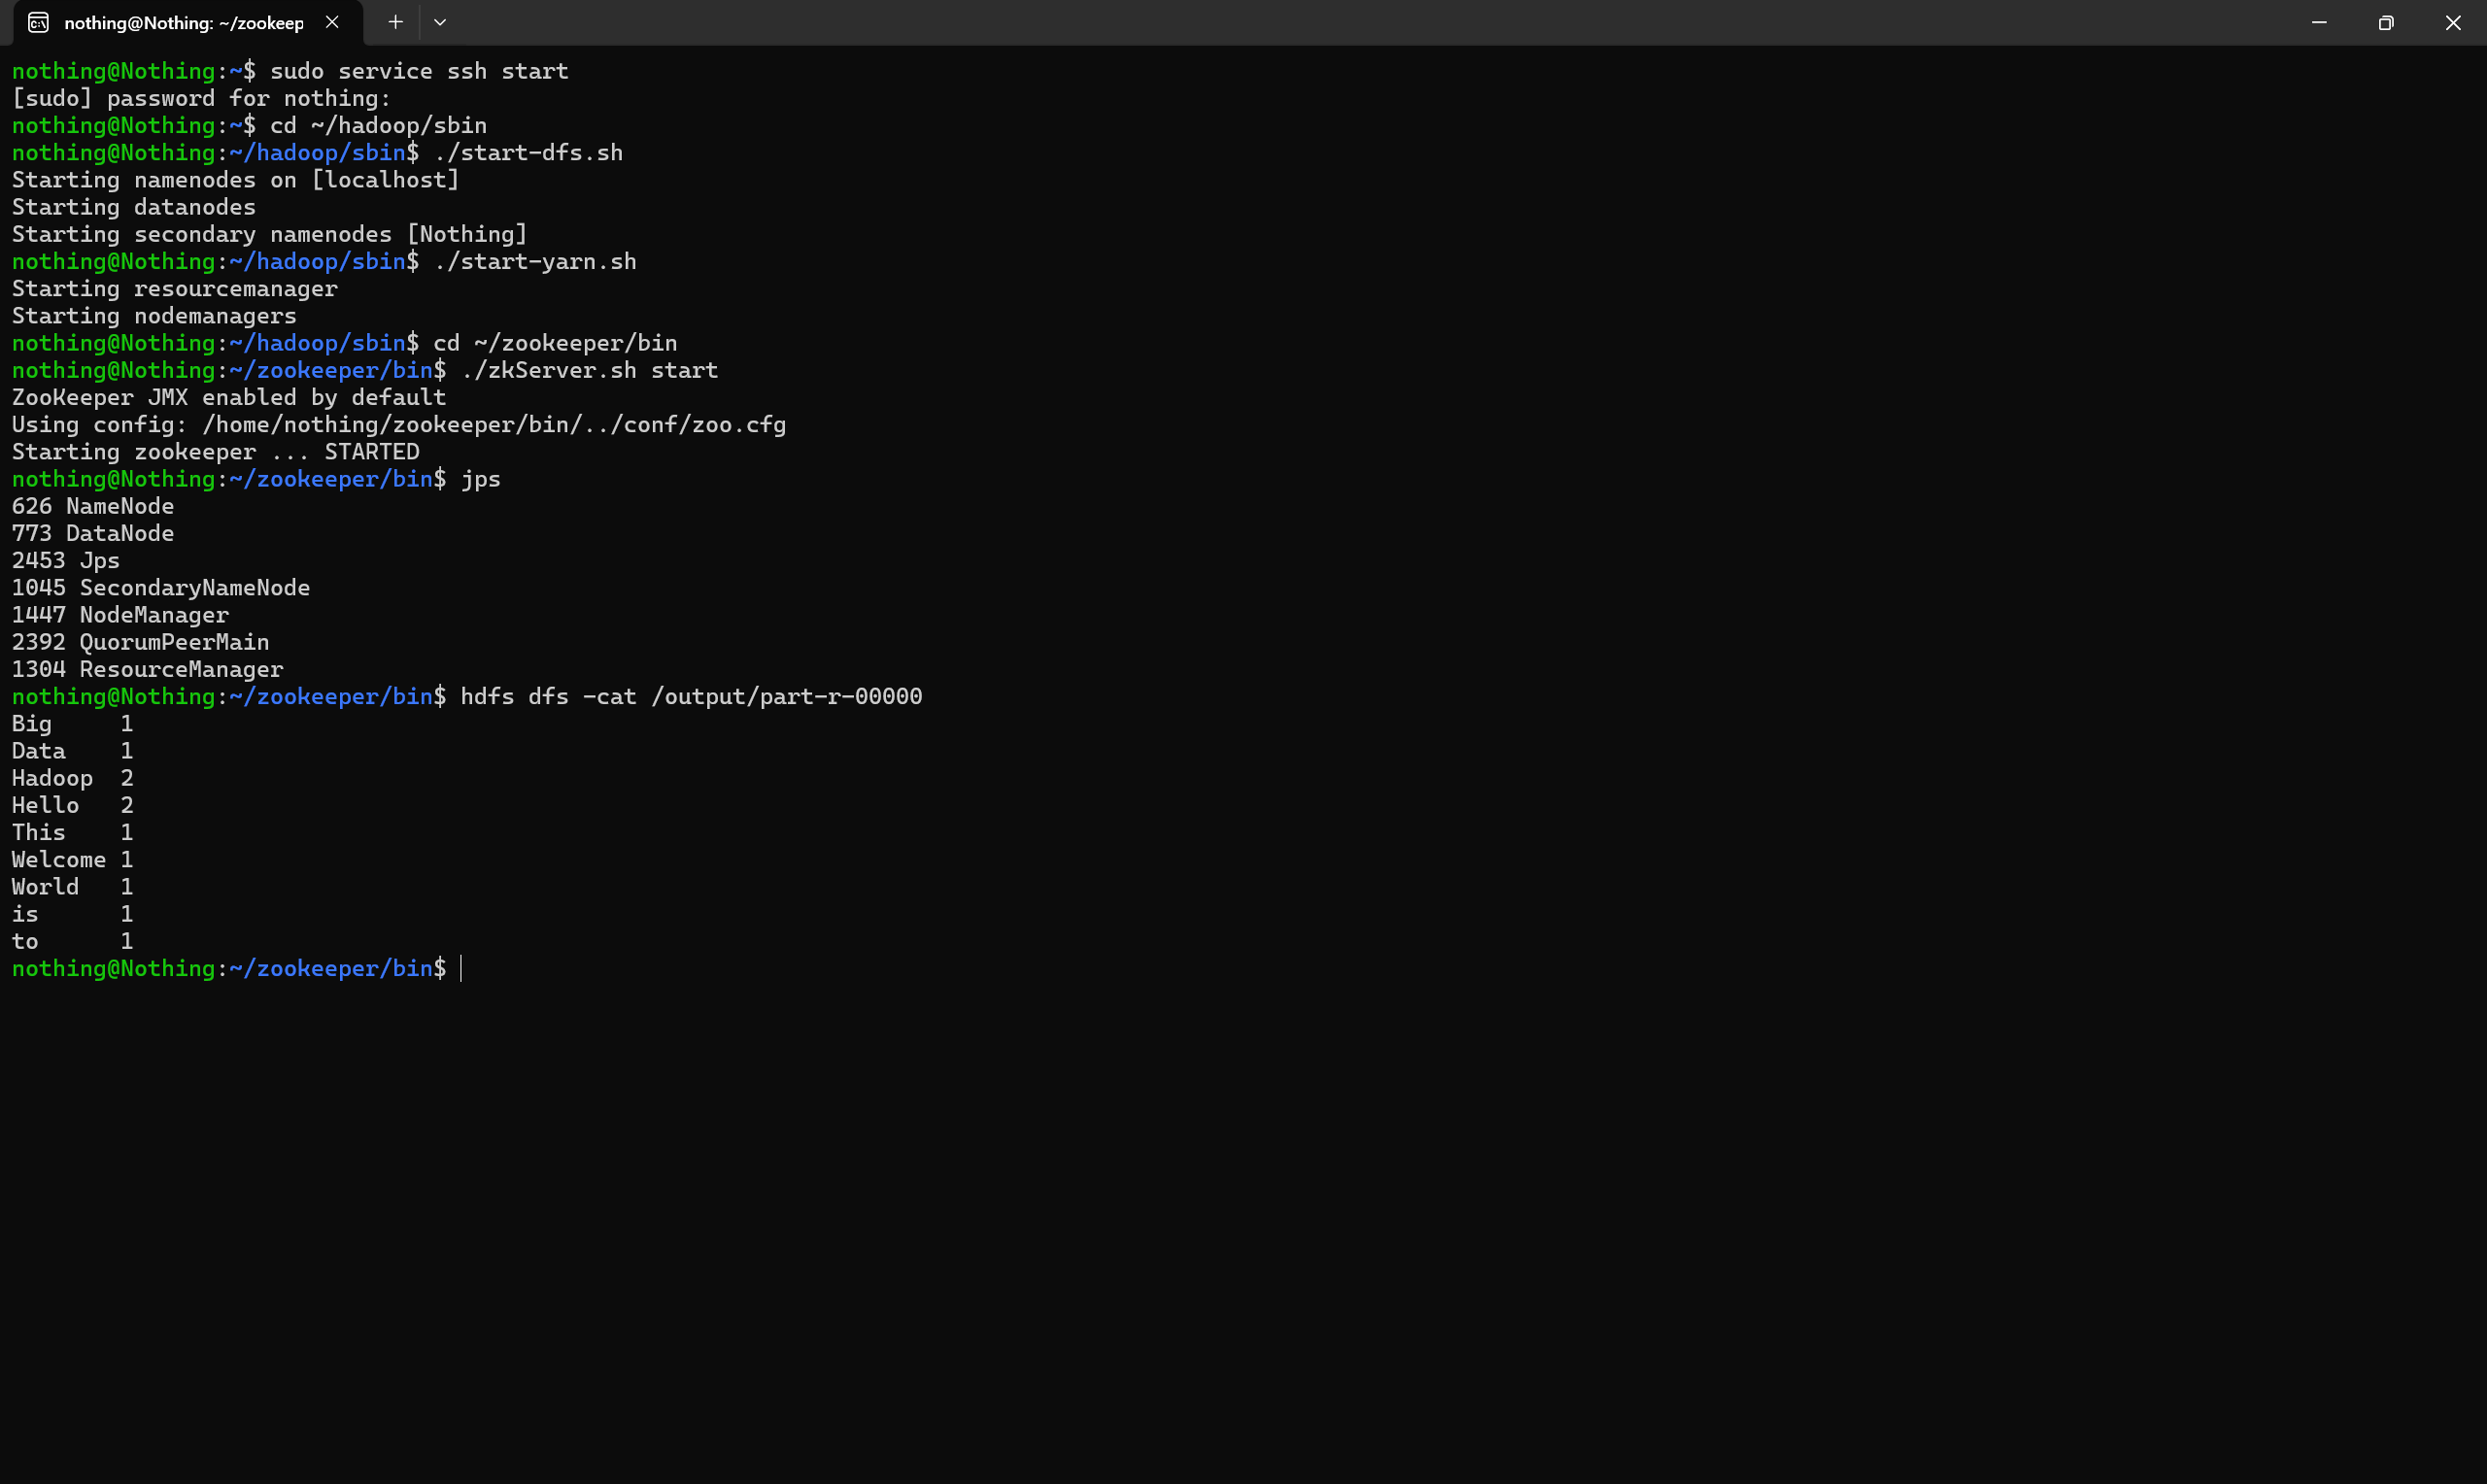 nothing@Nothing: ~/zookeep
nothing@Nothing:~$ sudo service ssh start
[sudo] password for nothing:
nothing@Nothing:~$ cd ~/hadoop/sbin
nothing@Nothing:~/hadoop/sbin$ ./start-dfs.sh
Starting namenodes on [localhost]
Starting datanodes
Starting secondary namenodes [Nothing]
nothing@Nothing:~/hadoop/sbin$ ./start-yarn.sh
Starting resourcemanager
Starting nodemanagers
nothing@Nothing:~/hadoop/sbin$ cd ~/zookeeper/bin
nothing@Nothing:~/zookeeper/bin$ ./zkServer.sh start
ZooKeeper JMX enabled by default
Using config: /home/nothing/zookeeper/bin/../conf/zoo.cfg
Starting zookeeper ... STARTED
nothing@Nothing:~/zookeeper/bin$ jps
626 NameNode
773 DataNode
2453 Jps
1045 SecondaryNameNode
1447 NodeManager
2392 QuorumPeerMain
1304 ResourceManager
nothing@Nothing:~/zookeeper/bin$ hdfs dfs -cat /output/part-r-00000
Big     1
Data    1
Hadoop  2
Hello   2
This    1
Welcome 1
World   1
is      1
to      1
nothing@Nothing:~/zookeeper/bin$